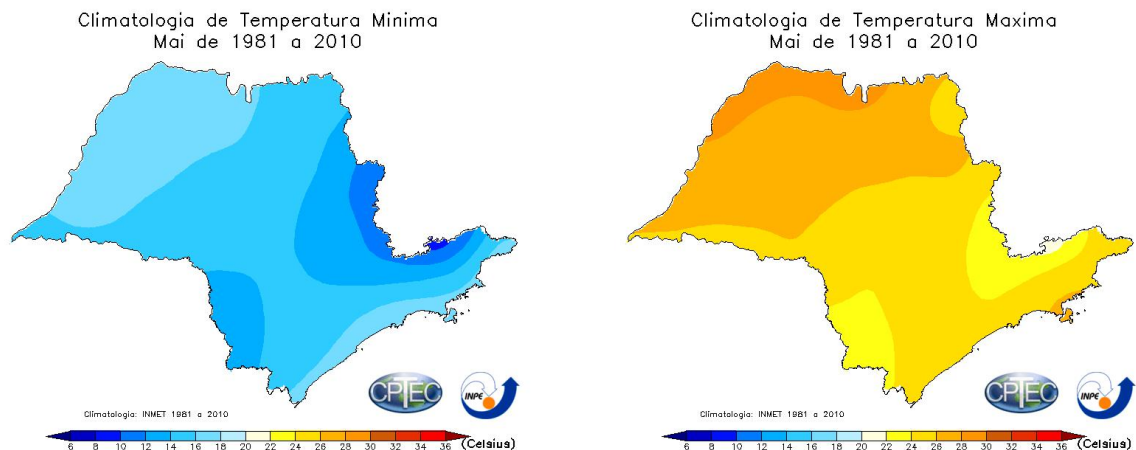 Climatologia de Temperatura Minima
Mai de 1981 a 2010
CPTEC
INPE
Climatologia: INMET 1981 a 2010
6 8 10 12 14 16 18 20 22 24 26 28 30 32 34 36 (Celsius)
Climatologia de Temperatura Maxima
Mai de 1981 a 2010
CPTEC
INPE
Climatologia: INMET 1981 a 2010
6 8 10 12 14 16 18 20 22 24 26 28 30 32 34 36 (Celsius)